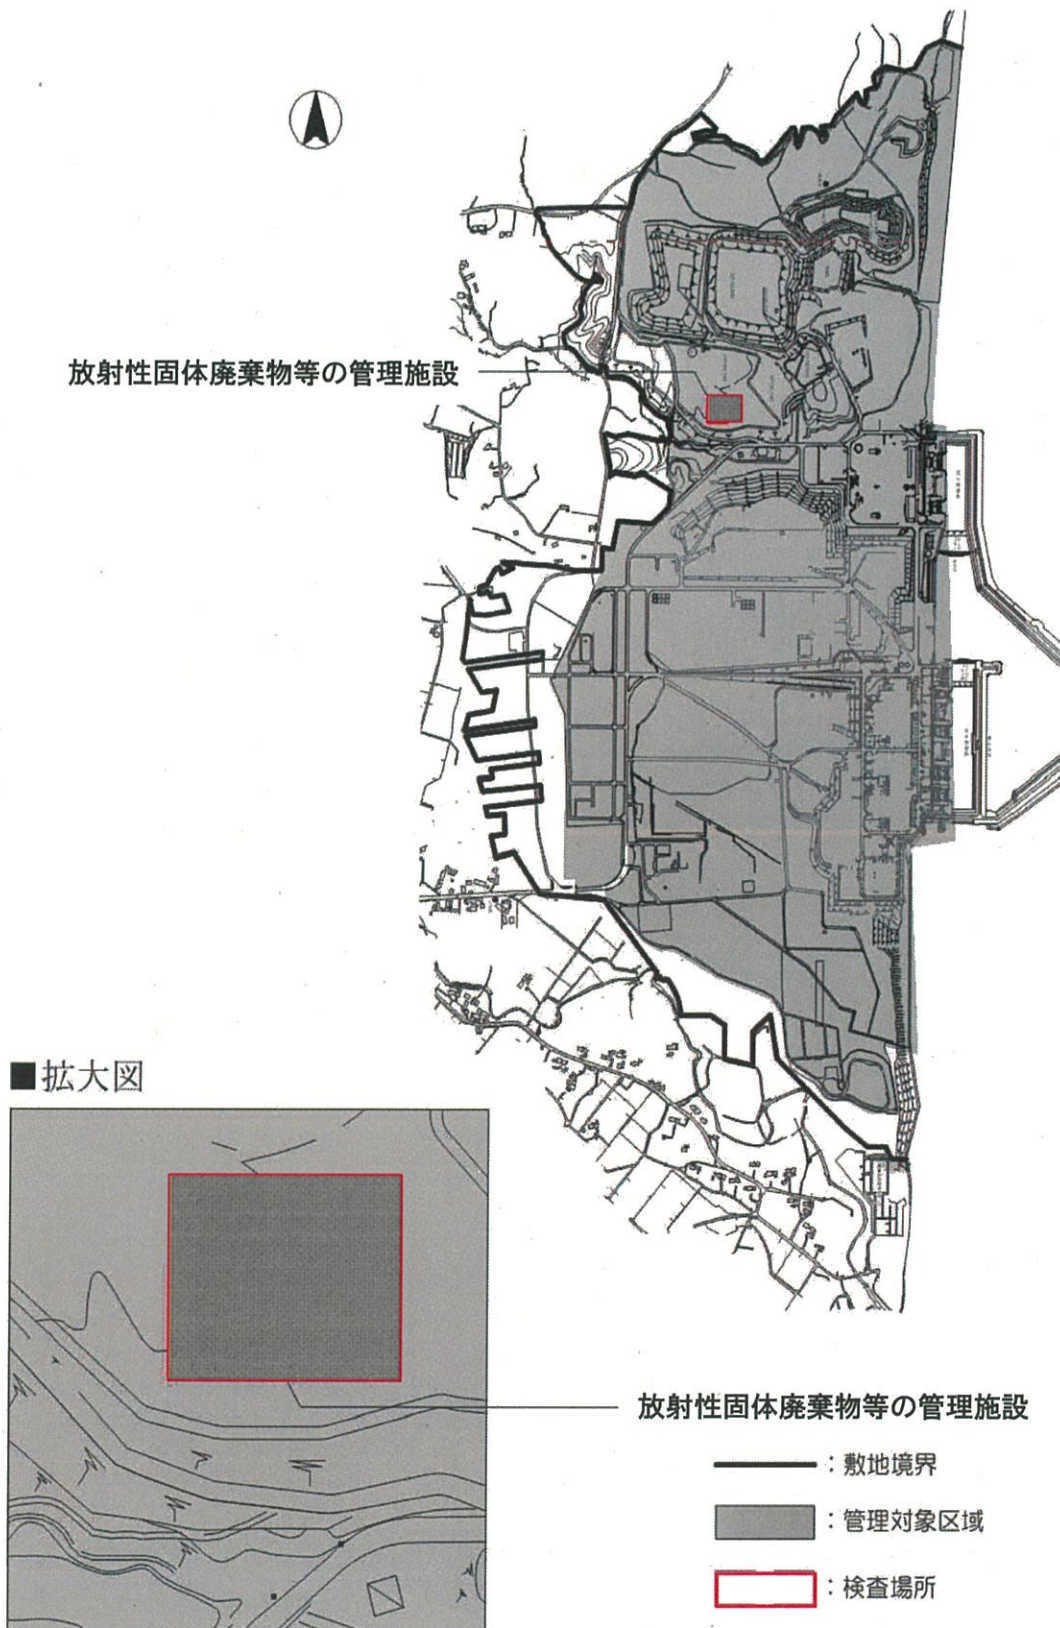 放射性固体廃棄物等の管理施設
■拡大図
放射性固体廃棄物等の管理施設
：敷地境界
：管理対象区域
：検査場所